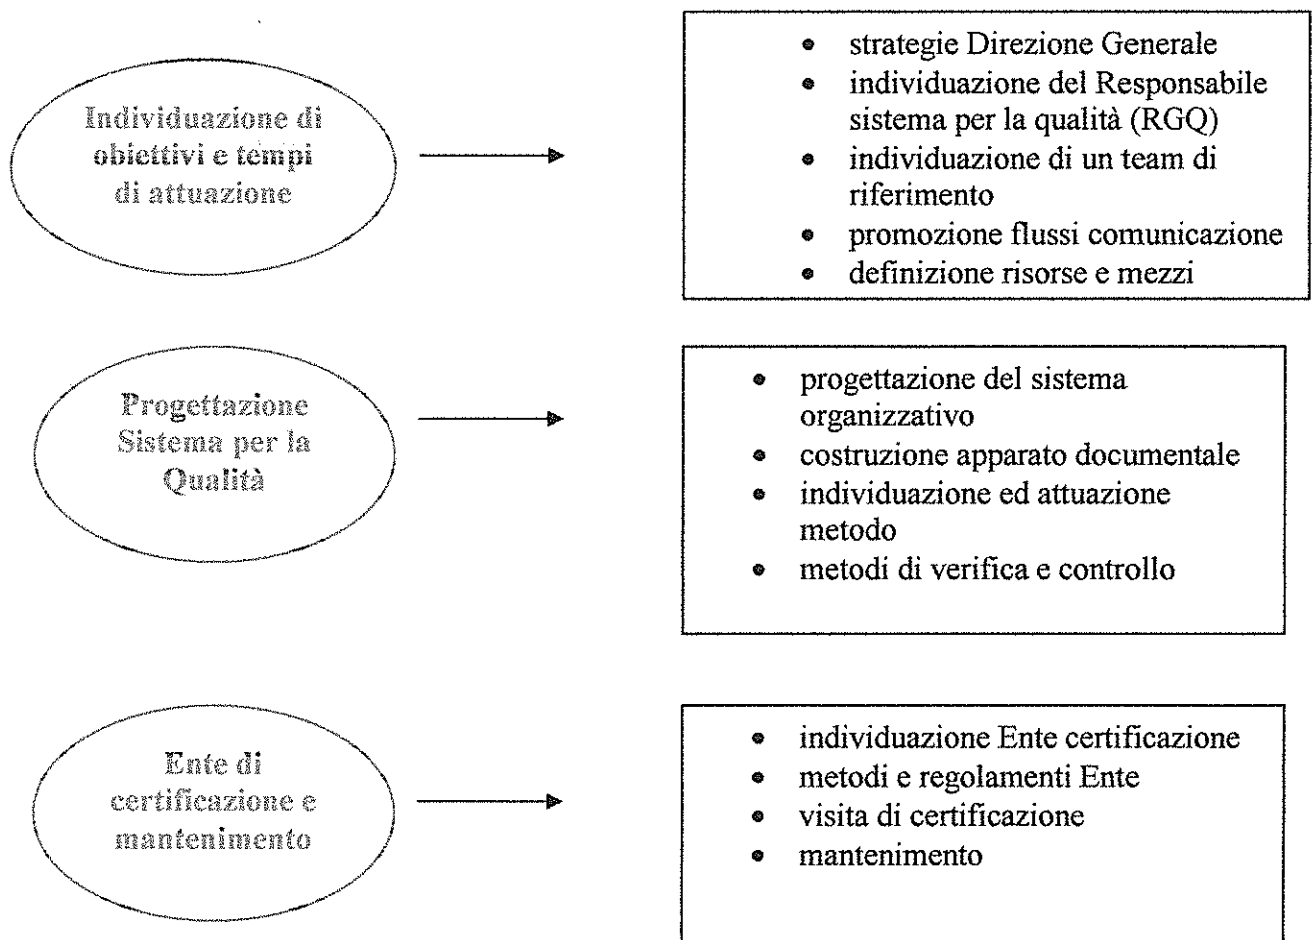 Individuazione di
obiettivi e tempi
di attuazione
• strategie Direzione Generale
• individuazione del Responsabile
sistema per la qualità (RGQ)
• individuazione di un team di
riferimento
• promozione flussi comunicazione
• definizione risorse e mezzi
Progettazione
Sistema per la
Qualità
• progettazione del sistema
organizzativo
• costruzione apparato documentale
• individuazione ed attuazione
metodo
• metodi di verifica e controllo
Ente di
certificazione e
mantenimento
• individuazione Ente certificazione
• metodi e regolamenti Ente
• visita di certificazione
• mantenimento